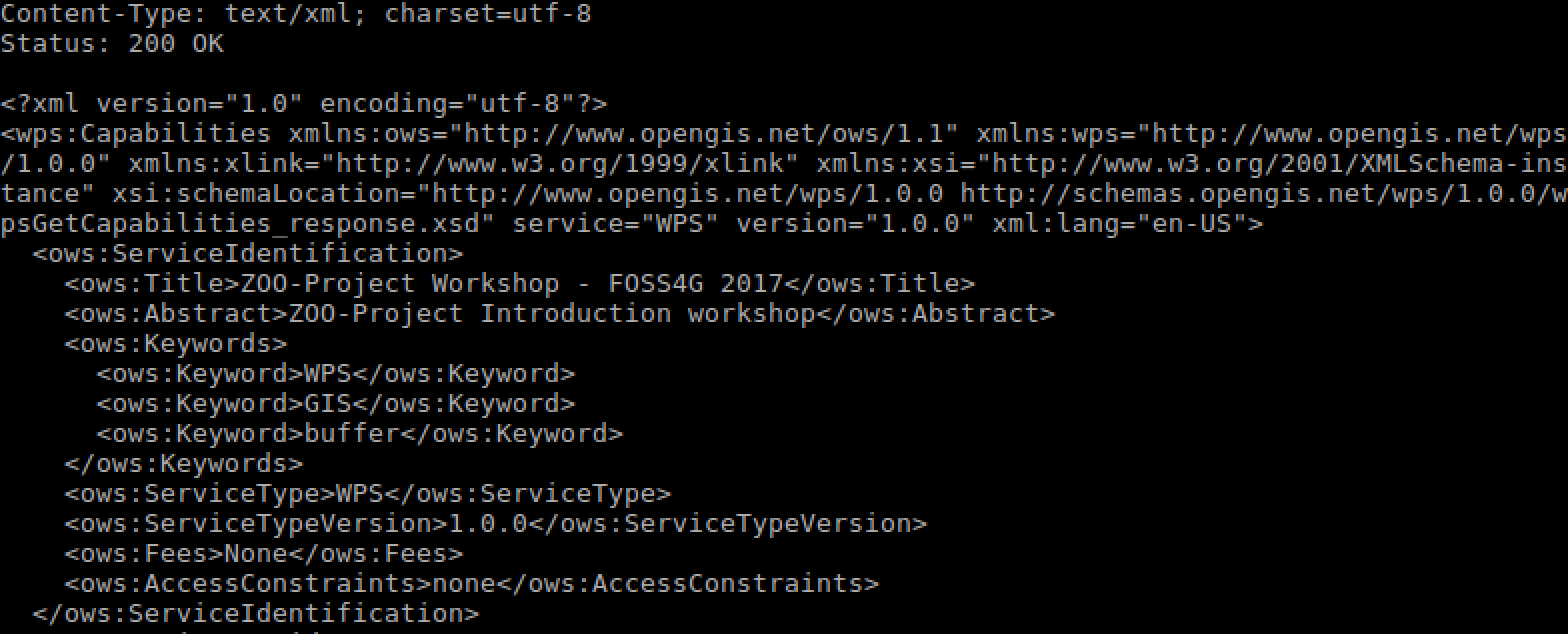 Content-Type: text/xml; charset=utf-8
Status: 200 OK
<?xml version="1.0" encoding="utf-8"?>
<wps:Capabilities xmlns:ows="http://www.opengis.net/ows/1.1" xmlns:wps="http://www.opengis.net/wps
/1.0.0" xmlns:xlink="http://www.w3.org/1999/xlink" xmlns:xsi="http://www.w3.org/2001/XMLSchema-ins
tance" xsi:schemaLocation="http://www.opengis.net/wps/1.0.0 http://schemas.opengis.net/wps/1.0.0/w
psGetCapabilities_response.xsd" service="WPS" version="1.0.0" xml:lang="en-US">
  <ows:ServiceIdentification>
    <ows:Title>ZOO-Project Workshop - FOSS4G 2017</ows:Title>
    <ows:Abstract>ZOO-Project Introduction workshop</ows:Abstract>
    <ows:Keywords>
      <ows:Keyword>WPS</ows:Keyword>
      <ows:Keyword>GIS</ows:Keyword>
      <ows:Keyword>buffer</ows:Keyword>
    </ows:Keywords>
    <ows:ServiceType>WPS</ows:ServiceType>
    <ows:ServiceTypeVersion>1.0.0</ows:ServiceTypeVersion>
    <ows:Fees>None</ows:Fees>
    <ows:AccessConstraints>none</ows:AccessConstraints>
  </ows:ServiceIdentification>